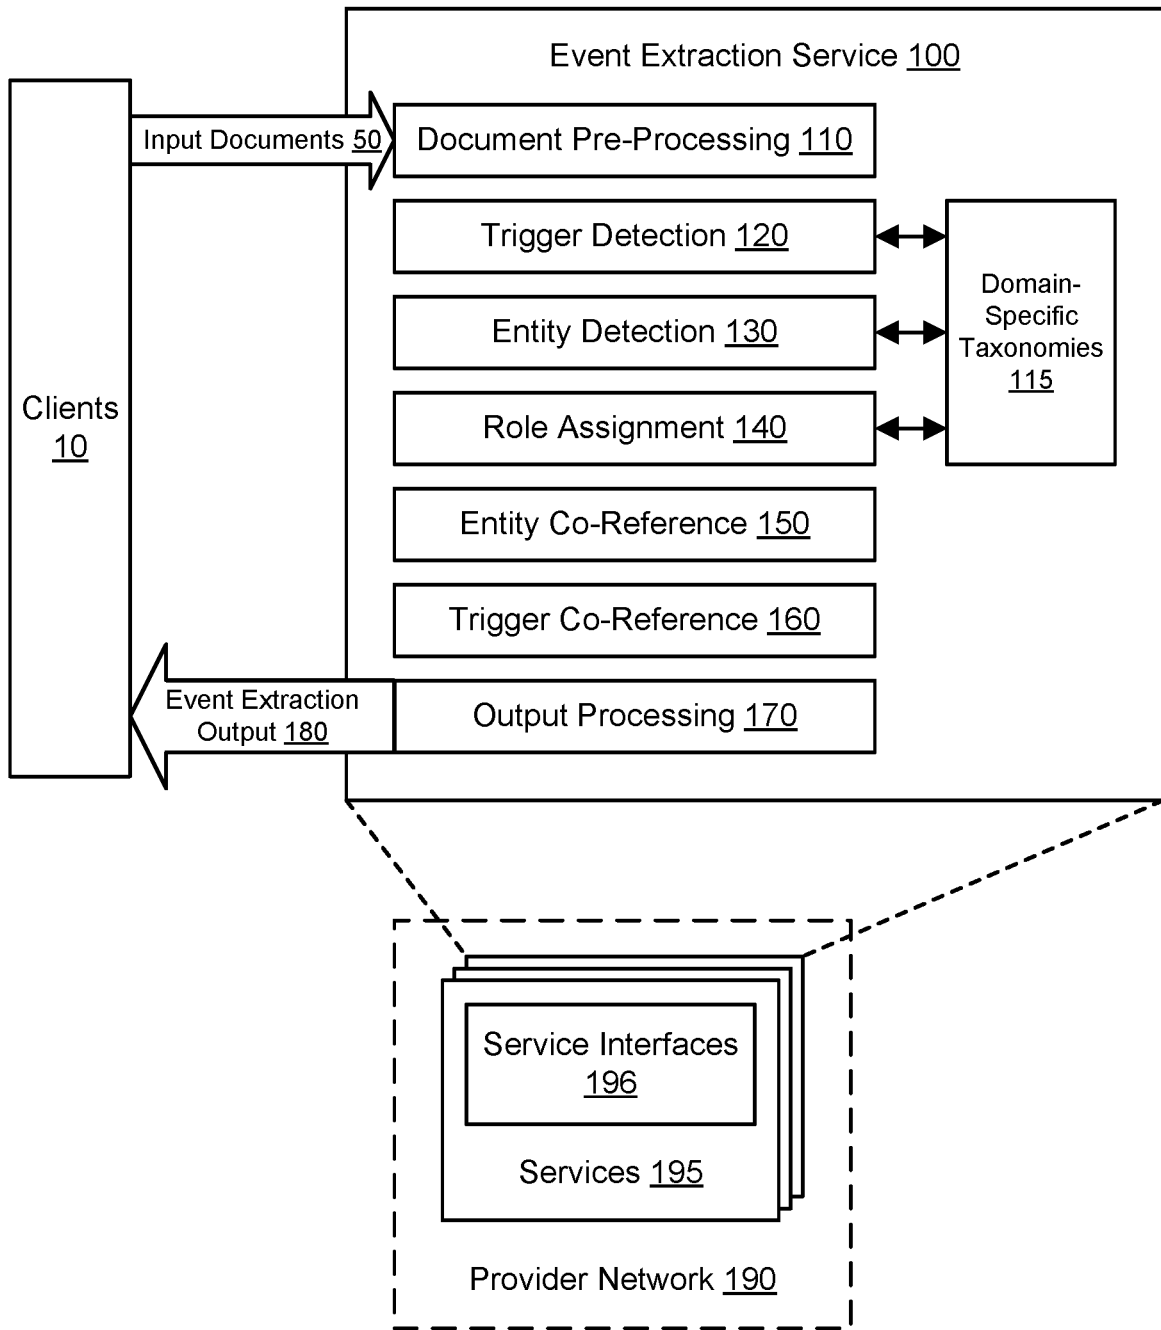 Event Extraction Service 100
Input Documents 50
Document Pre-Processing 110
Trigger Detection 120
Entity Detection 130
Domain-
Specific
Taxonomies
115
Clients
10
Role Assignment 140
Entity Co-Reference 150
Trigger Co-Reference 160
Event Extraction
Output 180
Output Processing 170
Service Interfaces
196
Services 195
Provider Network 190